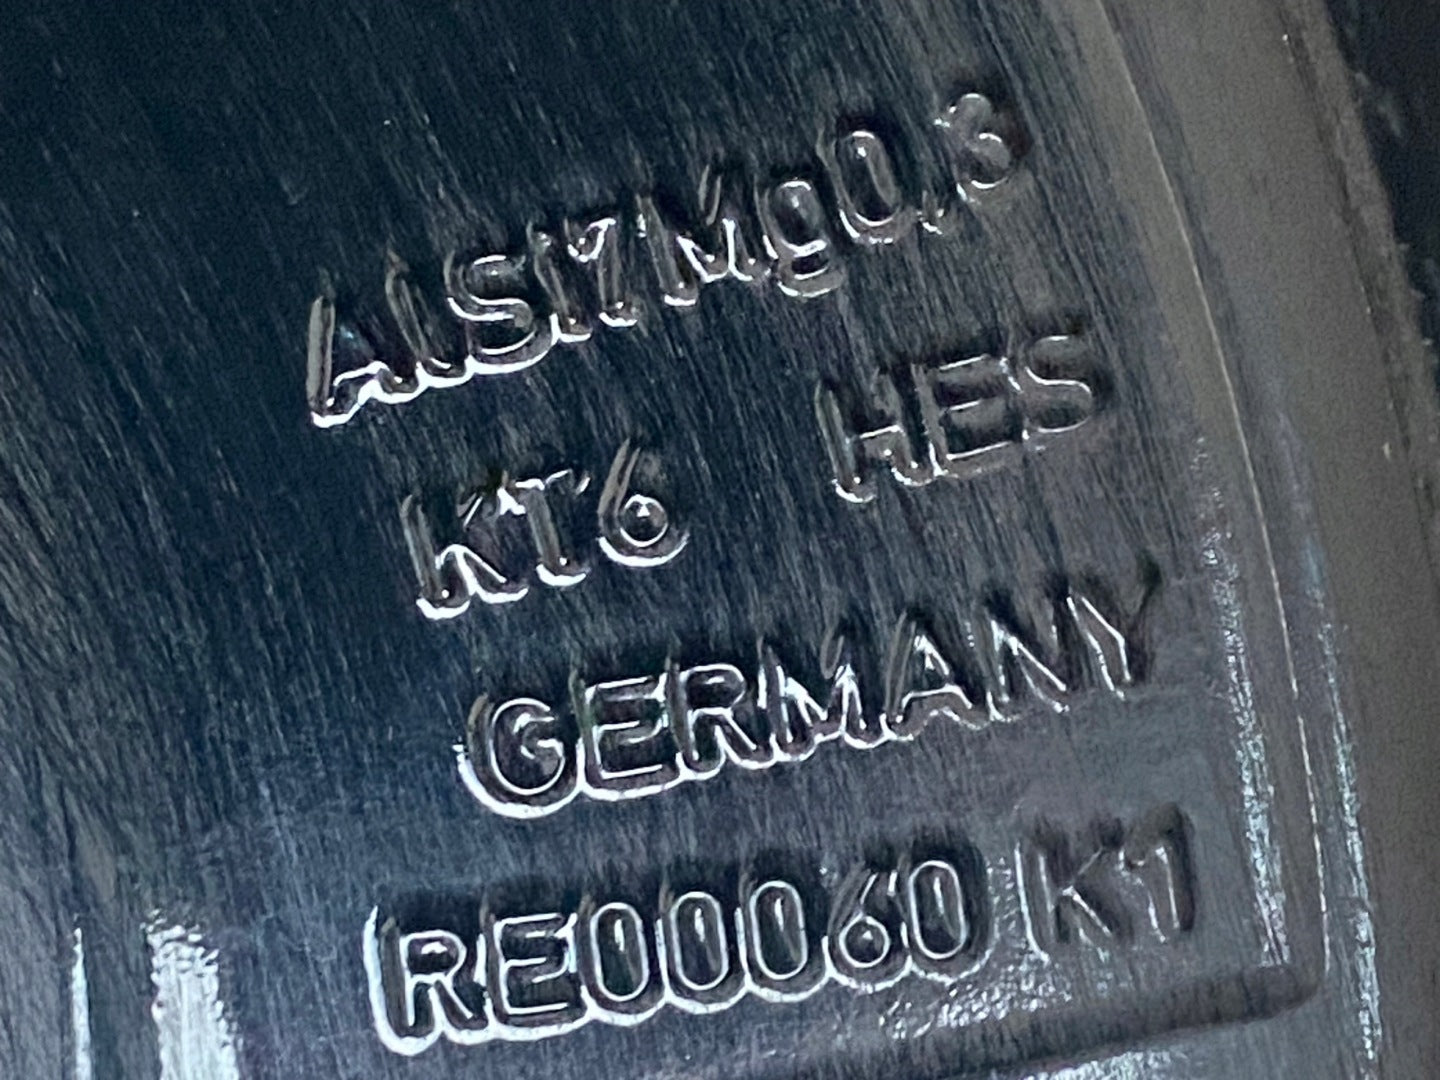 AlSi7Mg0.3
KT6 HES
GERMANY
RE00060 K1